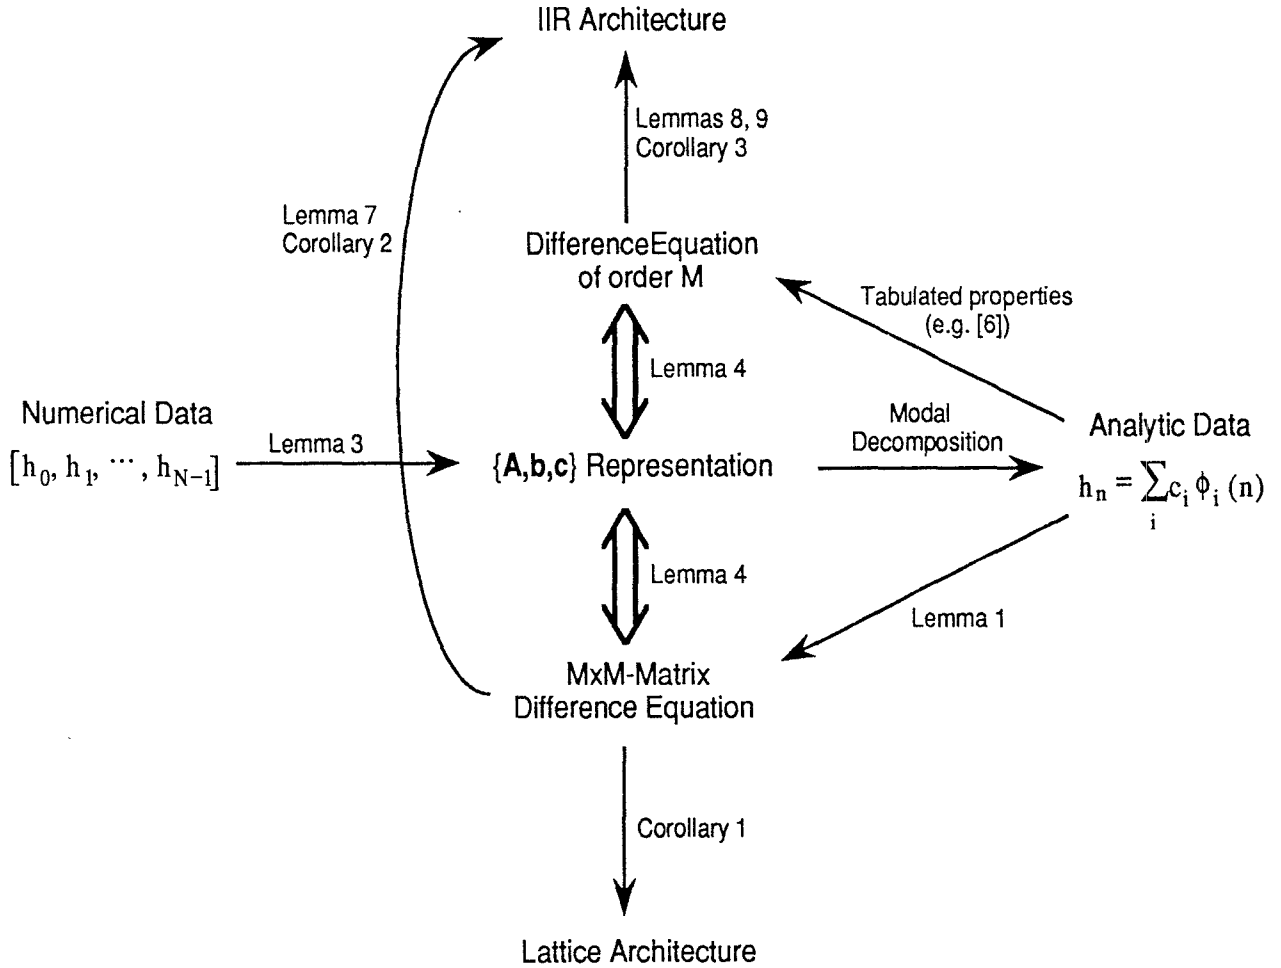 IIR Architecture
Lemmas 8, 9
Corollary 3
Lemma 7
Corollary 2
DifferenceEquation
of order M
Tabulated properties
(e.g. [6])
Lemma 4
Numerical Data
[h0, h1, ⋯, hN−1]
Lemma 3
{A,b,c} Representation
Modal
Decomposition
Analytic Data
hn = ∑i ci ϕi (n)
Lemma 4
Lemma 1
MxM-Matrix
Difference Equation
Corollary 1
Lattice Architecture